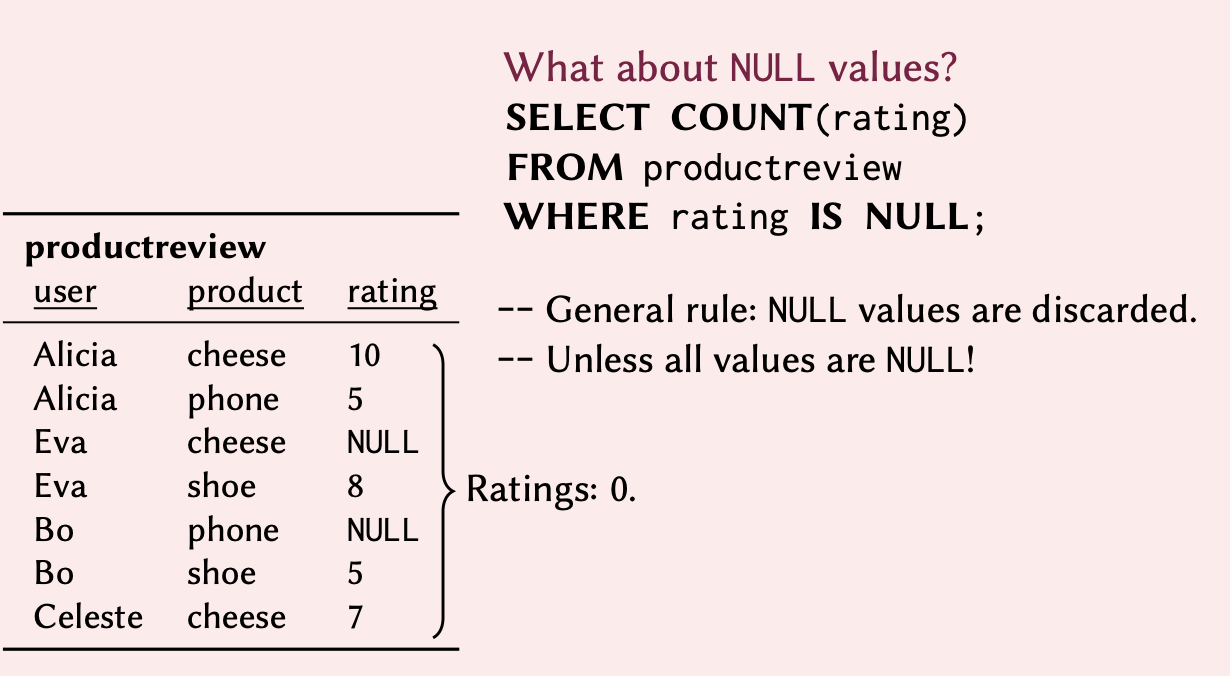 What about NULL values?
SELECT COUNT(rating)
FROM productreview
WHERE rating IS NULL;
-- General rule: NULL values are discarded.
-- Unless all values are NULL!
productreview
user product rating
Alicia cheese 10
Alicia phone 5
Eva cheese NULL
Eva shoe 8
Bo phone NULL
Bo shoe 5
Celeste cheese 7
Ratings: 0.